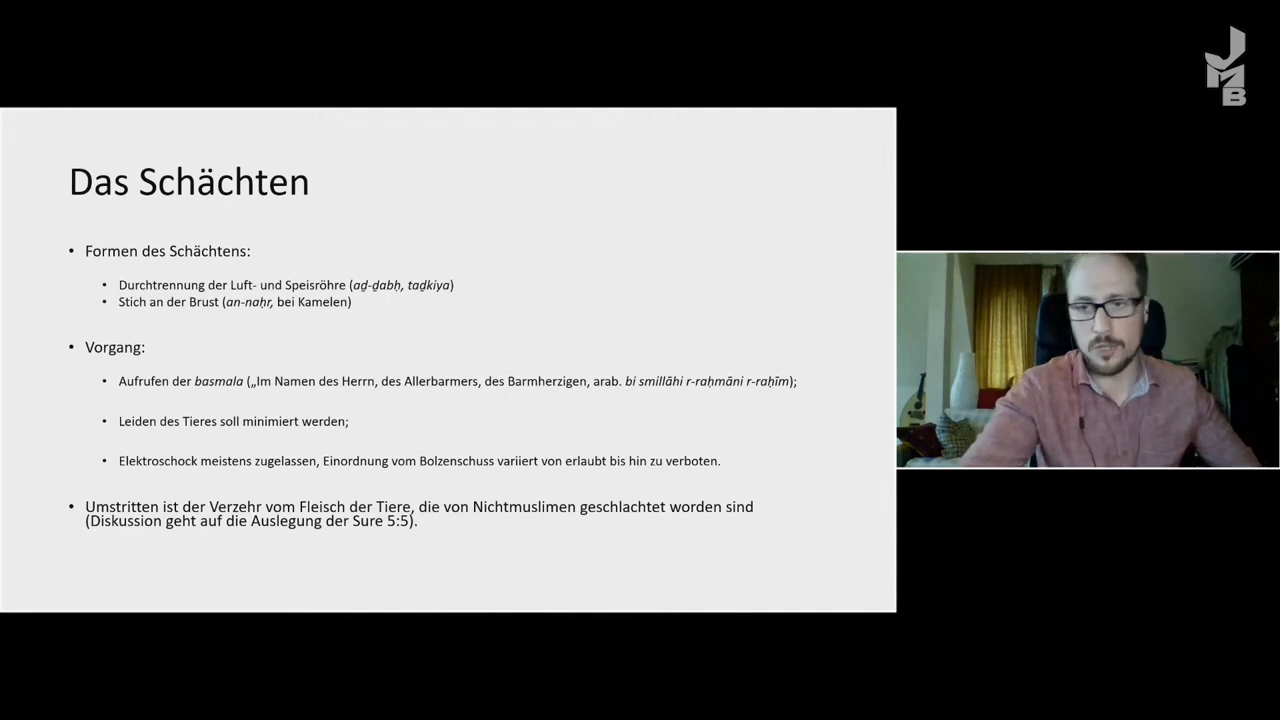 Das Schächten
• Formen des Schächtens:
• Durchtrennung der Luft- und Speisröhre (aḏ-ḏabḥ, taḏkiya)
• Stich an der Brust (an-naḥr, bei Kamelen)
• Vorgang:
• Aufrufen der basmala („Im Namen des Herrn, des Allerbarmers, des Barmherzigen, arab. bi smillāhi r-raḥmāni r-raḥīm);
• Leiden des Tieres soll minimiert werden;
• Elektroschock meistens zugelassen, Einordnung vom Bolzenschuss variiert von erlaubt bis hin zu verboten.
• Umstritten ist der Verzehr vom Fleisch der Tiere, die von Nichtmuslimen geschlachtet worden sind
(Diskussion geht auf die Auslegung der Sure 5:5).
JMB